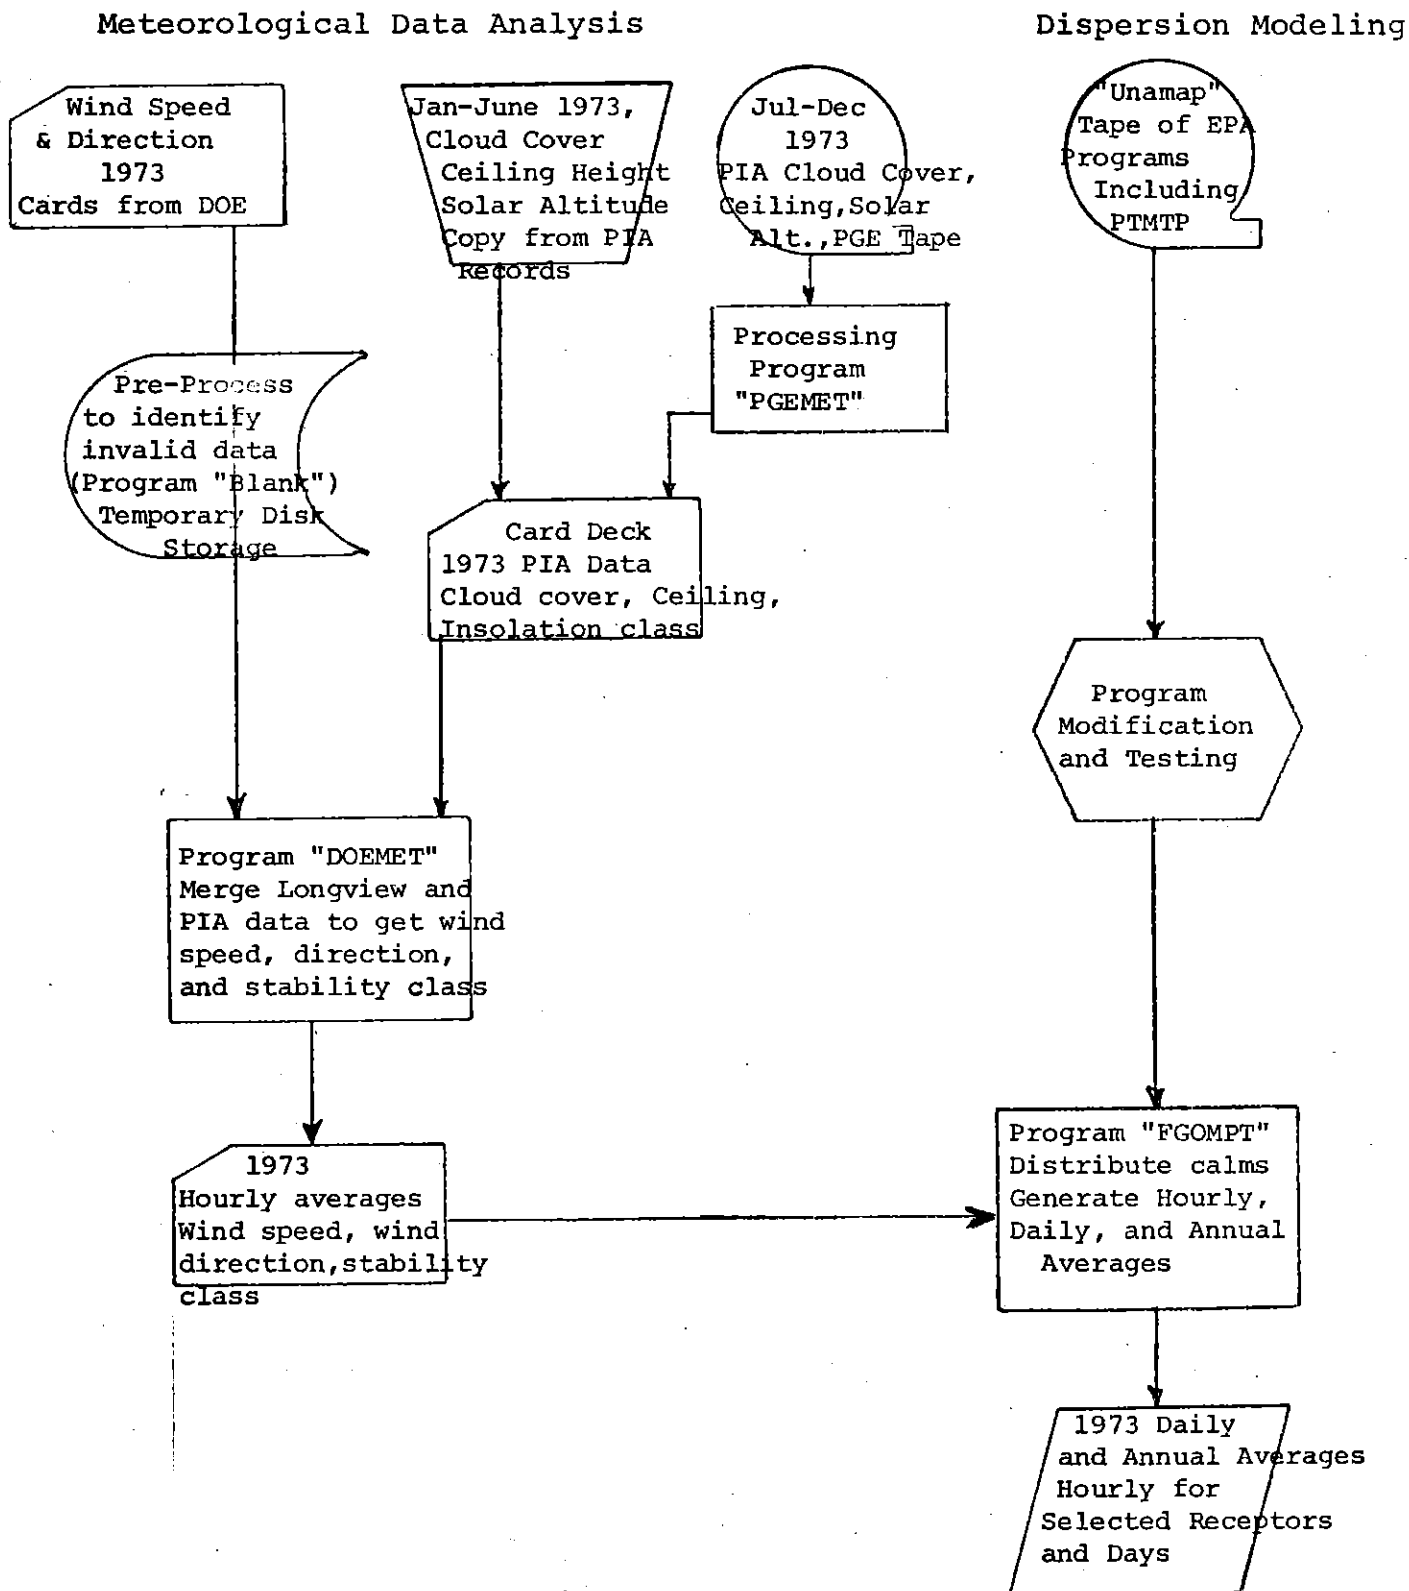 Meteorological Data Analysis
Dispersion Modeling
Wind Speed
& Direction
1973
Cards from DOE
Jan-June 1973,
Cloud Cover
Ceiling Height
Solar Altitude
Copy from PIA
Records
Jul-Dec
1973
PIA Cloud Cover,
Ceiling,Solar
Alt.,PGE Tape
"Unamap"
Tape of EPA
Programs
Including
PTMTP
Processing
Program
"PGEMET"
Pre-Process
to identify
invalid data
(Program "Blank")
Temporary Disk
Storage
Card Deck
1973 PIA Data
Cloud cover, Ceiling,
Insolation class
Program
Modification
and Testing
Program "DOEMET"
Merge Longview and
PIA data to get wind
speed, direction,
and stability class
1973
Hourly averages
Wind speed, wind
direction,stability
class
Program "FGOMPT"
Distribute calms
Generate Hourly,
Daily, and Annual
Averages
1973 Daily
and Annual Averages
Hourly for
Selected Receptors
and Days